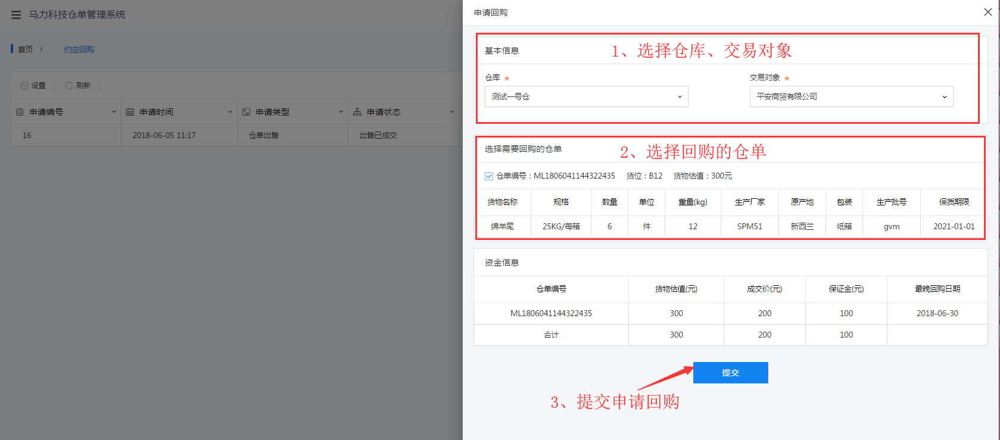 马力科技仓单管理系统
首页 › 约定回购
设置 刷新
申请编号 申请时间 申请类型 申请状态
16 2018-06-05 11:17 仓单出售 出售已成交
申请回购
基本信息
1、选择仓库、交易对象
仓库 * 交易对象 *
测试一号仓 平安商贸有限公司
选择需要回购的仓单
2、选择回购的仓单
仓单编号：ML1806041144322435 货位：B12 货物估值：300元
货物名称 规格 数量 单位 重量(kg) 生产厂家 原产地 包装 生产批号 保质期限
绵羊尾 25KG/每箱 6 件 12 SPM51 新西兰 纸箱 gvm 2021-01-01
资金信息
仓单编号 货物估值(元) 成交价(元) 保证金(元) 最晚回购日期
ML1806041144322435 300 200 100 2018-06-30
合计 300 200 100
提交
3、提交申请回购